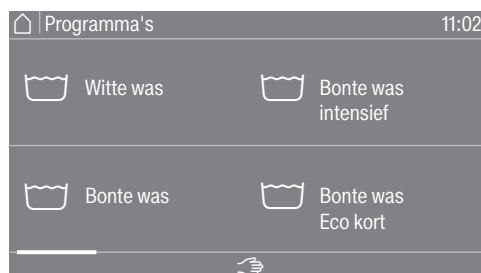 Programma's 11:02
Witte was
Bonte was
intensief
Bonte was
Bonte was
Eco kort